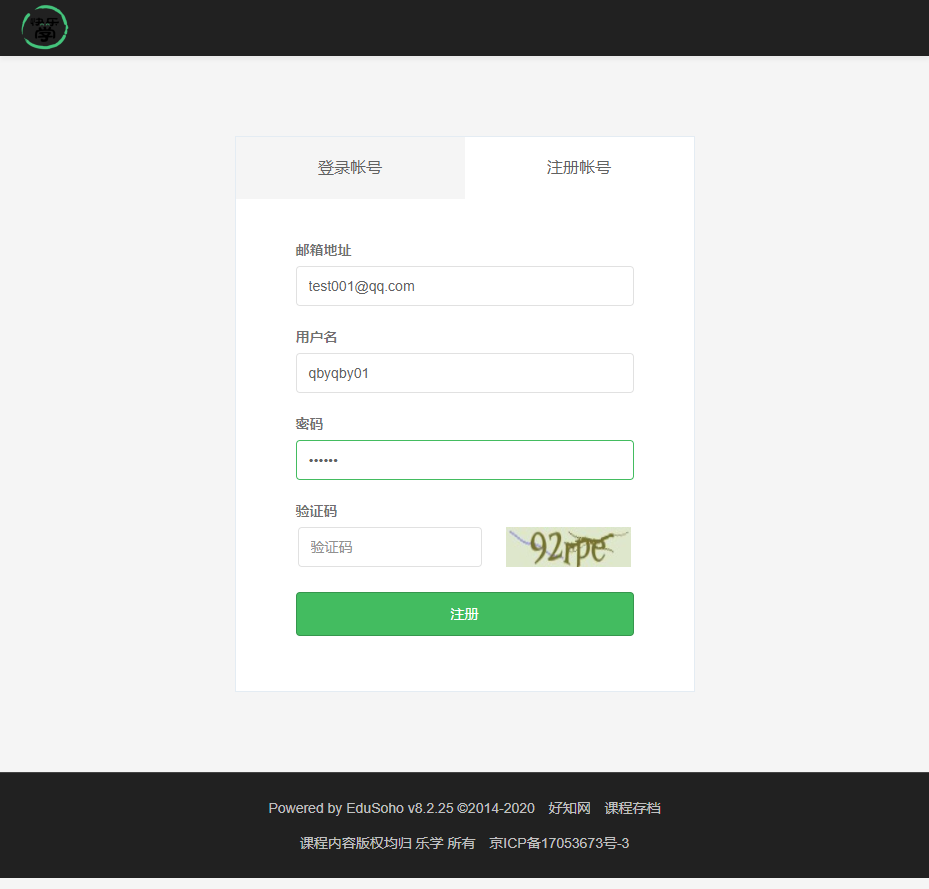 快乐
学
登录帐号
注册帐号
邮箱地址
test001@qq.com
用户名
qbyqby01
密码
••••••
验证码
验证码
92rpe
注册
Powered by EduSoho v8.2.25 ©2014-2020 好知网 课程存档
课程内容版权均归 乐学 所有 京ICP备17053673号-3